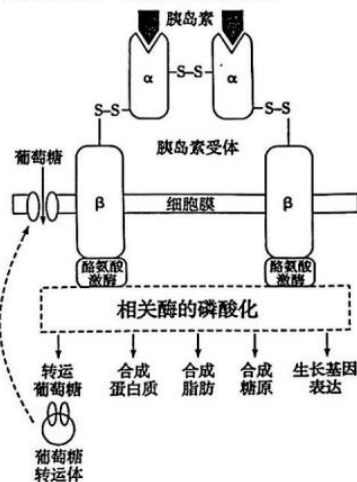 胰岛素
α
S-S
α
S-S
S-S
葡萄糖
胰岛素受体
β
细胞膜
β
酪氨酸
激酶
酪氨酸
激酶
相关酶的磷酸化
转运
葡萄糖
合成
蛋白质
合成
脂肪
合成
糖原
生长基因
表达
葡萄糖
转运体